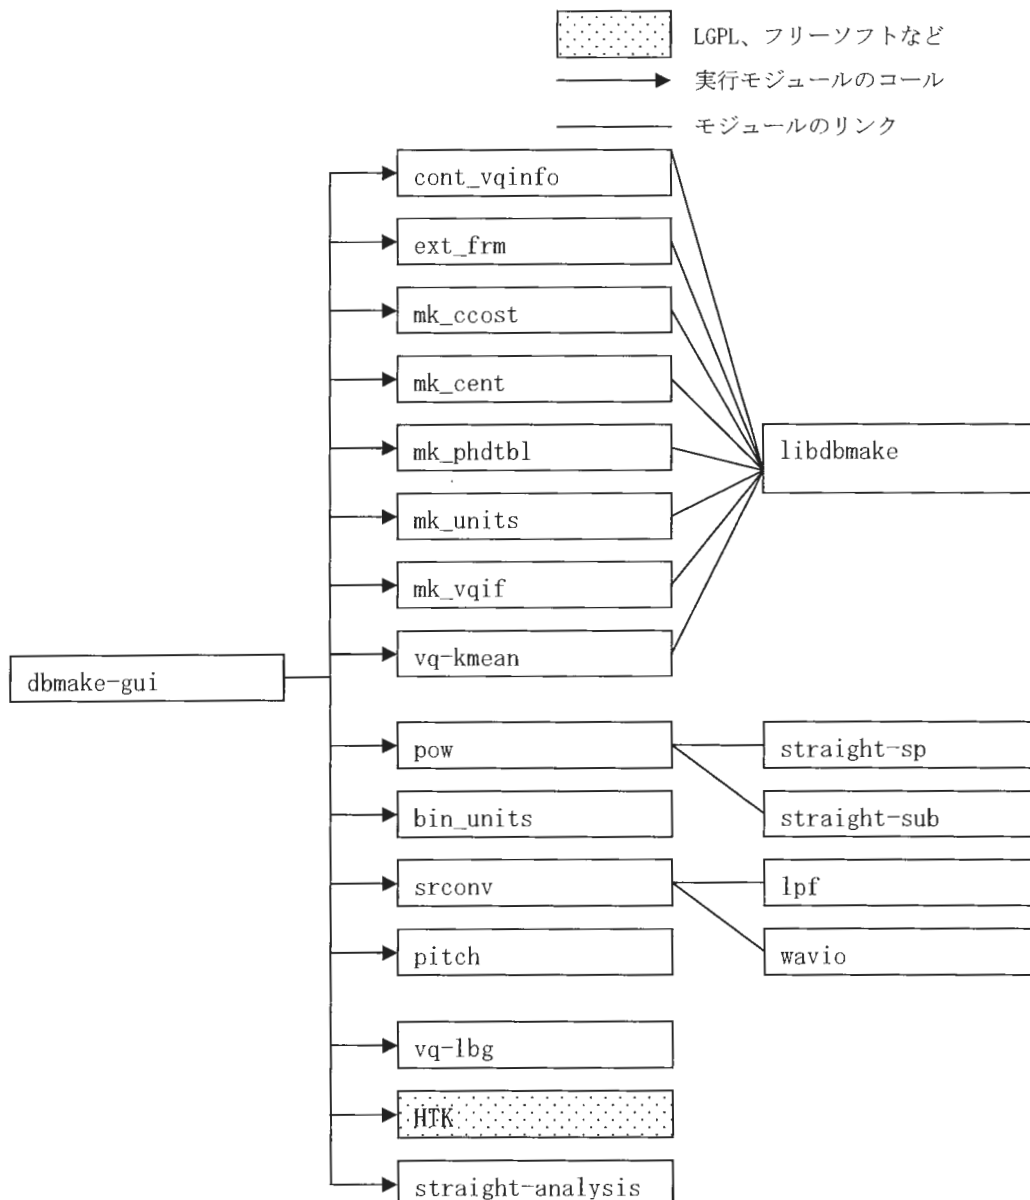 LGPL、フリーソフトなど
実行モジュールのコール
モジュールのリンク
cont_vqinfo
ext_frm
mk_ccost
mk_cent
mk_phdtbl
libdbmake
mk_units
mk_vqif
vq-kmean
dbmake-gui
pow
straight-sp
bin_units
straight-sub
srconv
lpf
pitch
wavio
vq-lbg
HTK
straight-analysis